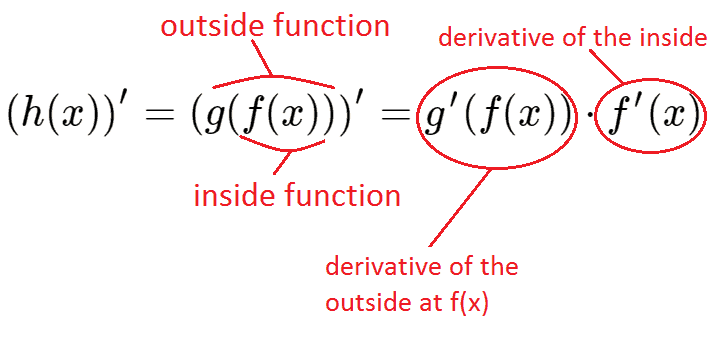 outside function
derivative of the inside
(h(x))′ = (g(f(x)))′ = g′(f(x)) · f′(x)
inside function
derivative of the
outside at f(x)